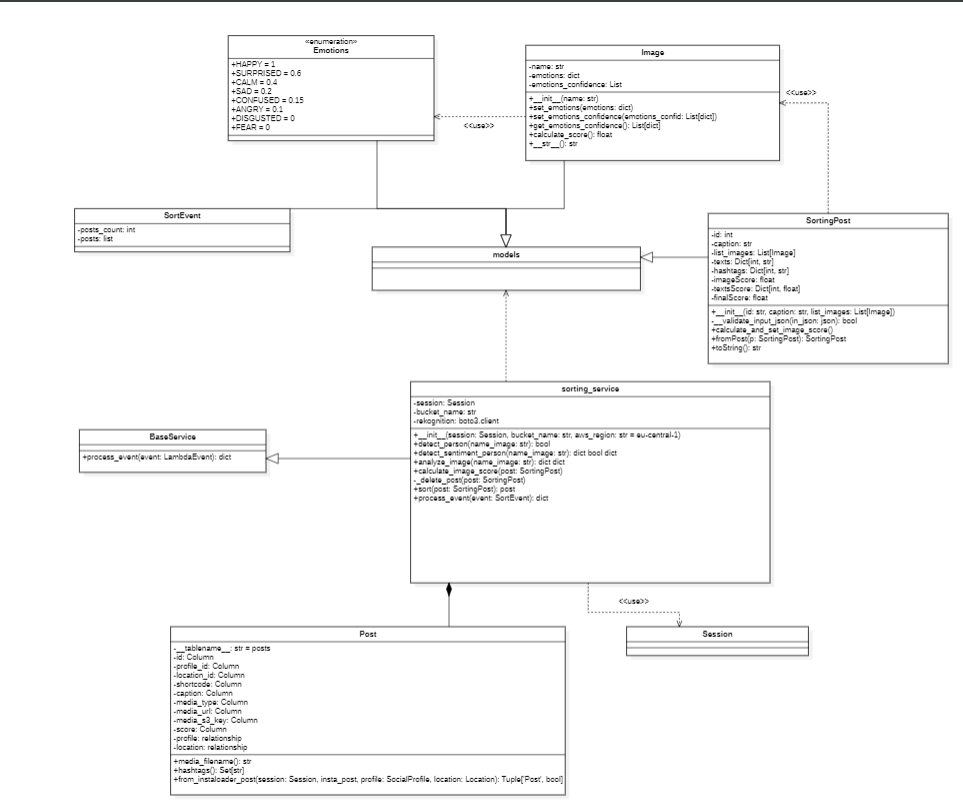 «enumeration»
Emotions
+HAPPY = 1
+SURPRISED = 0.6
+CALM = 0.4
+SAD = 0.2
+CONFUSED = 0.15
+ANGRY = 0.1
+DISGUSTED = 0
+FEAR = 0
Image
-name: str
-emotions: dict
-emotions_confidence: List
+__init__(name: str)
+set_emotions(emotions: dict)
+set_emotions_confidence(emotions_confid: List[dict])
+get_emotions_confidence(): List[dict]
+calculate_score(): float
+__str__(): str
<<use>>
<<use>>
SortEvent
-posts_count: int
-posts: list
models
SortingPost
-id: int
-caption: str
-list_images: List[Image]
-texts: Dict[int, str]
-hashtags: Dict[int, str]
-imageScore: float
-textsScore: Dict[int, float]
-finalScore: float
+__init__(id: str, caption: str, list_images: List[Image])
-__validate_input_json(in_json: json): bool
+calculate_and_set_image_score()
+fromPost(p: SortingPost): SortingPost
+toString(): str
sorting_service
-session: Session
-bucket_name: str
-rekognition: boto3.client
+__init__(session: Session, bucket_name: str, aws_region: str = eu-central-1)
+detect_person(name_image: str): bool
+detect_sentiment_person(name_image: str): dict bool dict
+analyze_image(name_image: str): dict dict
+calculate_image_score(post: SortingPost)
-_delete_post(post: SortingPost)
+sort(post: SortingPost): post
+process_event(event: SortEvent): dict
BaseService
+process_event(event: LambdaEvent): dict
<<use>>
Post
-__tablename__: str = posts
-id: Column
-profile_id: Column
-location_id: Column
-shortcode: Column
-caption: Column
-media_type: Column
-media_url: Column
-media_s3_key: Column
-score: Column
-profile: relationship
-location: relationship
+media_filename(): str
+hashtags(): Set[str]
+from_instaloader_post(session: Session, insta_post, profile: SocialProfile, location: Location): Tuple['Post', bool]
Session